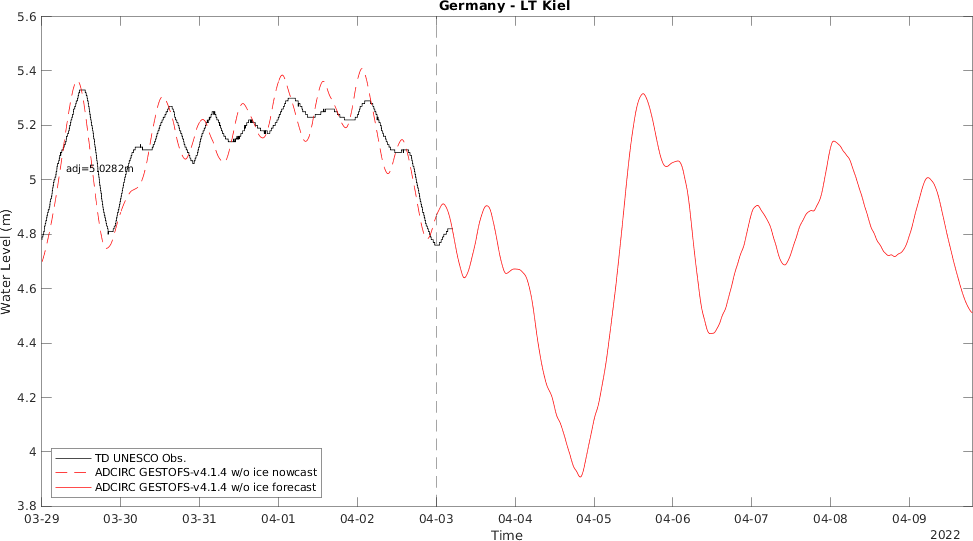 Germany - LT Kiel
5.6
5.4
5.2
5
4.8
4.6
4.4
4.2
4
3.8
Water Level (m)
adj=5.0282m
TD UNESCO Obs.
ADCIRC GESTOFS-v4.1.4 w/o ice nowcast
ADCIRC GESTOFS-v4.1.4 w/o ice forecast
03-29 03-30 03-31 04-01 04-02 04-03 04-04 04-05 04-06 04-07 04-08 04-09
Time
2022